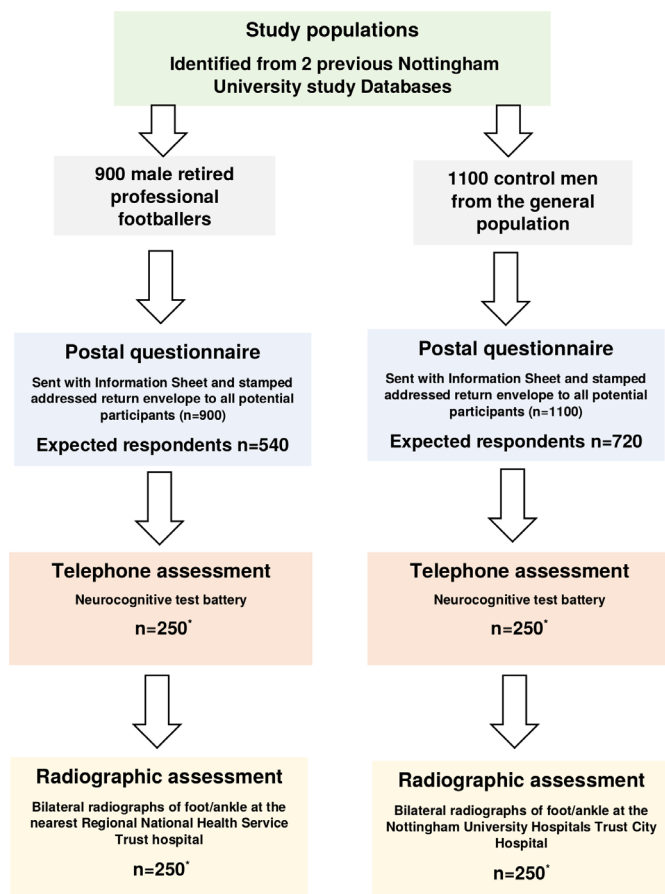 Study populations
Identified from 2 previous Nottingham
University study Databases
900 male retired
professional
footballers
1100 control men
from the general
population
Postal questionnaire
Sent with Information Sheet and stamped
addressed return envelope to all potential
participants (n=900)
Expected respondents n=540
Postal questionnaire
Sent with Information Sheet and stamped
addressed return envelope to all potential
participants (n=1100)
Expected respondents n=720
Telephone assessment
Neurocognitive test battery
n=250*
Telephone assessment
Neurocognitive test battery
n=250*
Radiographic assessment
Bilateral radiographs of foot/ankle at the
nearest Regional National Health Service
Trust hospital
n=250*
Radiographic assessment
Bilateral radiographs of foot/ankle at the
Nottingham University Hospitals Trust City
Hospital
n=250*